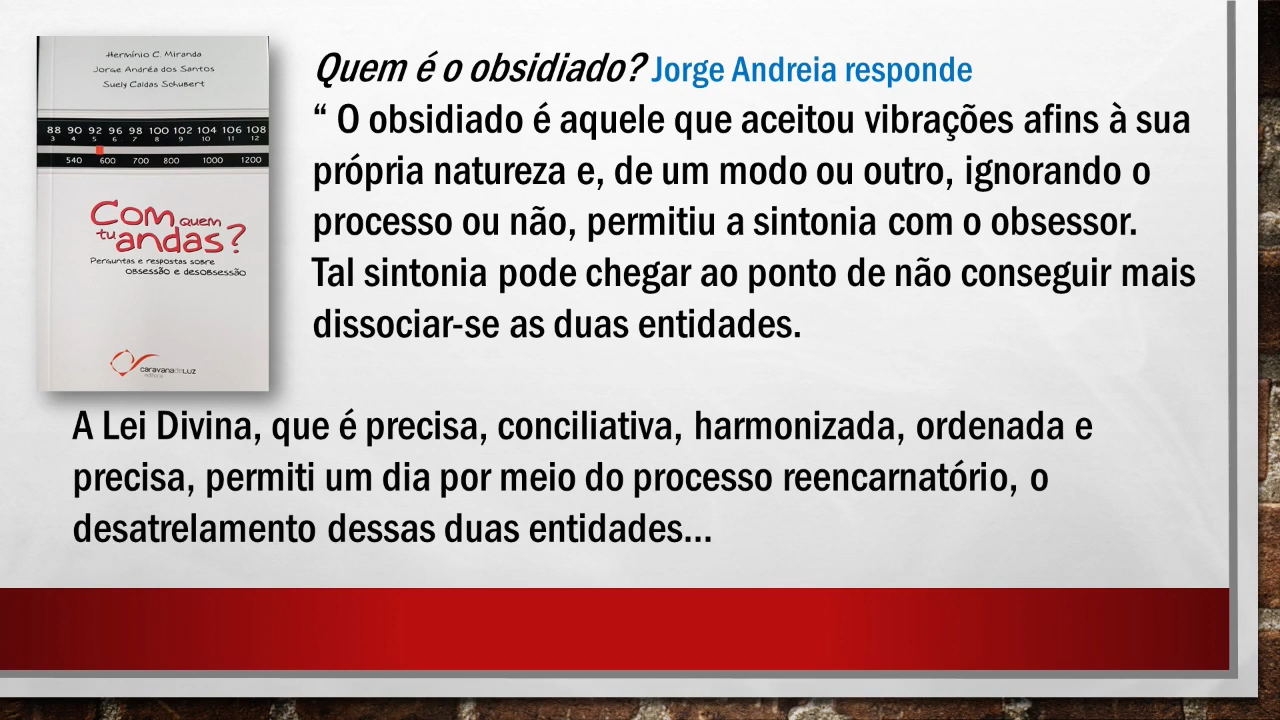 Hermínio C. Miranda
Jorge Andréa dos Santos
Suely Caldas Schubert
88 90 92 96 98 100 102 104 106 108
3 4 5 6 7 8 9 10 11 12
540 600 700 800 1000 1200
Com quem
tu andas?
Perguntas e respostas sobre
obsessão e desobsessão
caravanadeluz
editora
Quem é o obsidiado? Jorge Andreia responde
“ O obsidiado é aquele que aceitou vibrações afins à sua
própria natureza e, de um modo ou outro, ignorando o
processo ou não, permitiu a sintonia com o obsessor.
Tal sintonia pode chegar ao ponto de não conseguir mais
dissociar-se as duas entidades.
A Lei Divina, que é precisa, conciliativa, harmonizada, ordenada e
precisa, permiti um dia por meio do processo reencarnatório, o
desatrelamento dessas duas entidades...